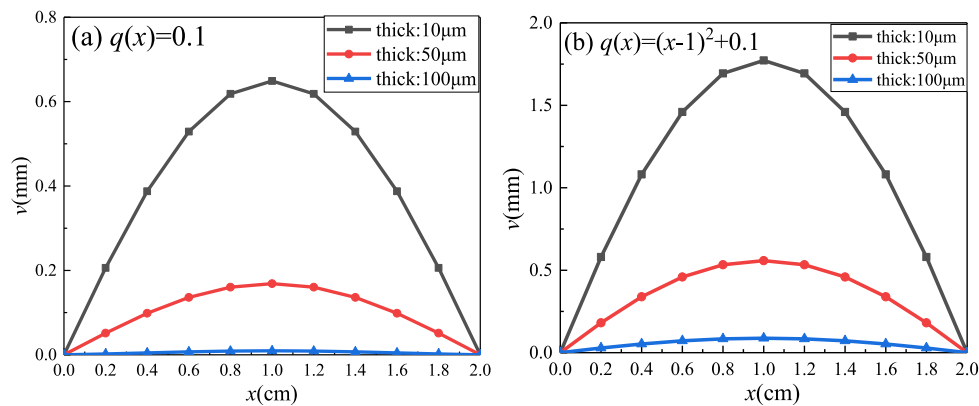 (a) q(x)=0.1
thick:10μm
thick:50μm
thick:100μm
0.8
0.6
0.4
0.2
0.0
v(mm)
0.0 0.2 0.4 0.6 0.8 1.0 1.2 1.4 1.6 1.8 2.0
x(cm)
(b) q(x)=(x-1)²+0.1
thick:10μm
thick:50μm
thick:100μm
2.0
1.5
1.0
0.5
0.0
v(mm)
0.0 0.2 0.4 0.6 0.8 1.0 1.2 1.4 1.6 1.8 2.0
x(cm)